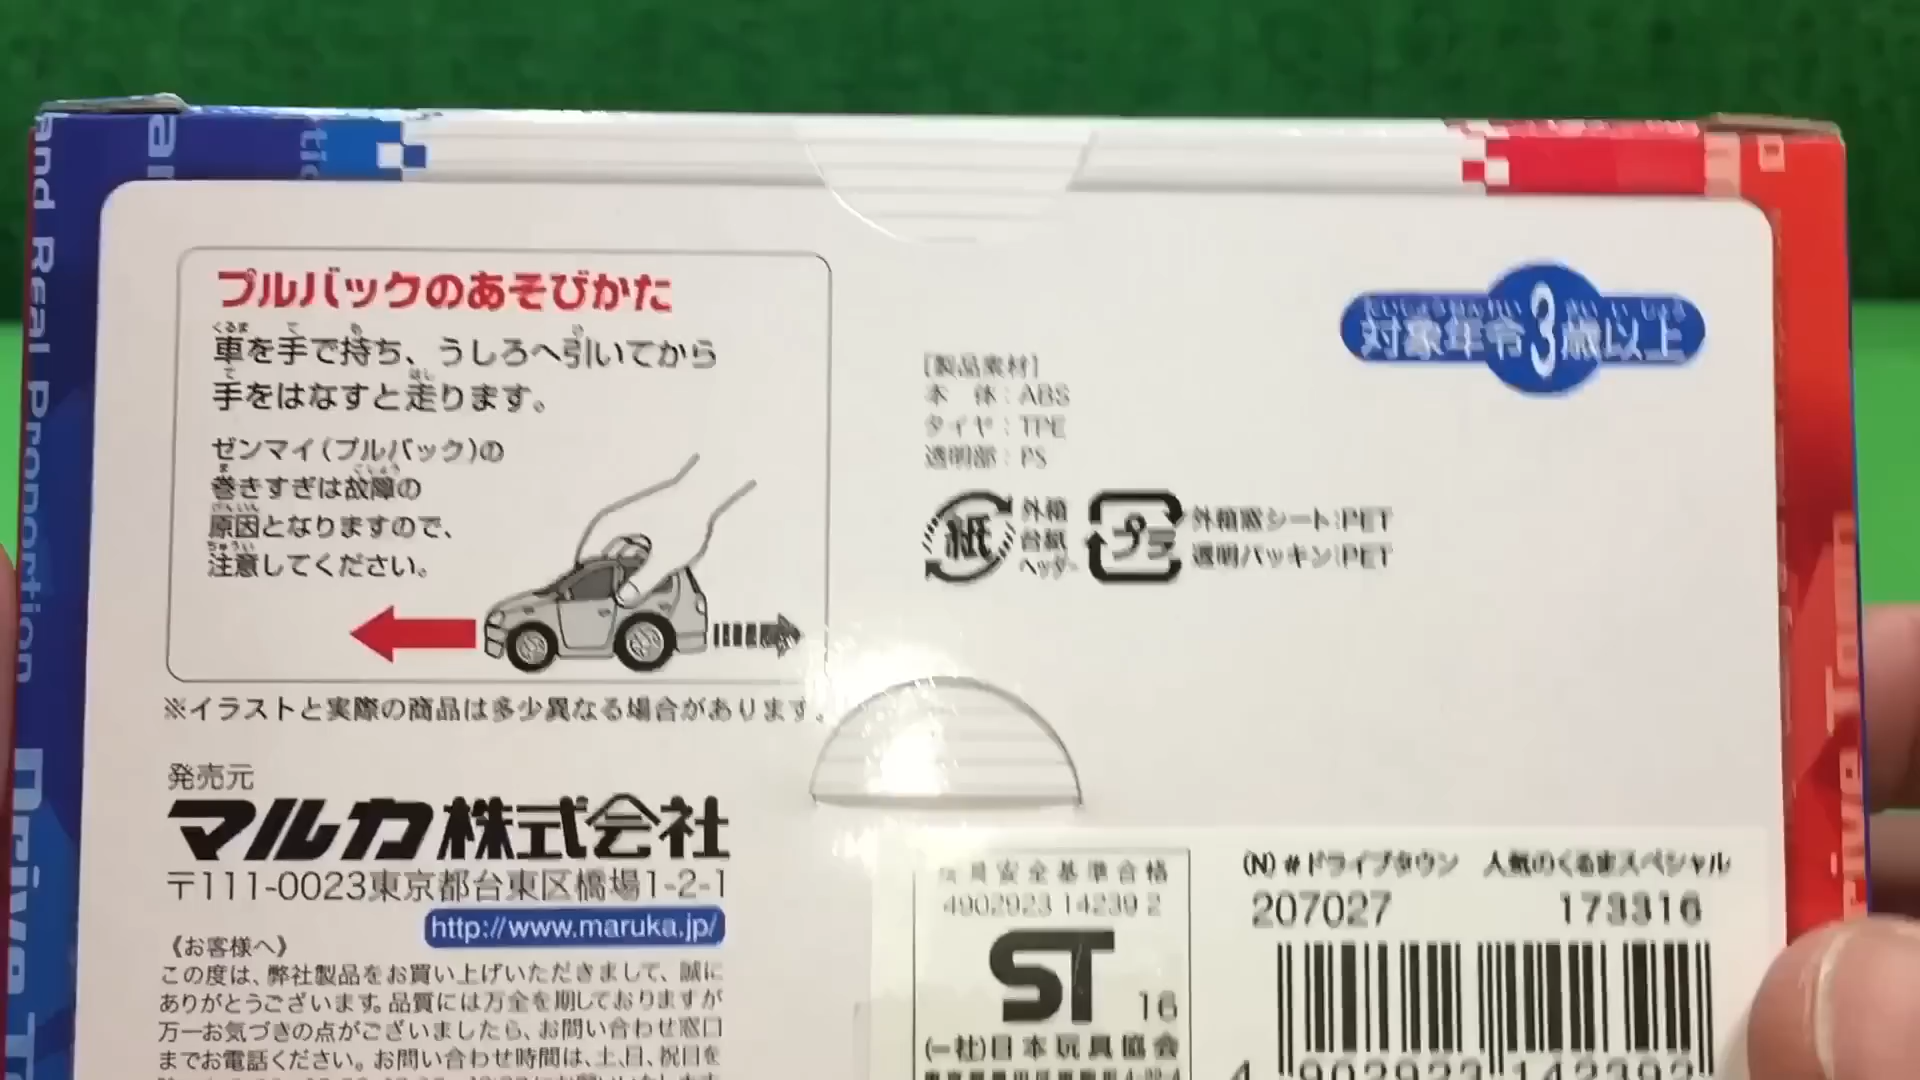 and Real Proportion
Drive T
プルバックのあそびかた
車を手で持ち、うしろへ引いてから
手をはなすと走ります。
ゼンマイ(プルバック)の
巻きすぎは故障の
原因となりますので、
注意してください。
※イラストと実際の商品は多少異なる場合があります。
発売元
マルカ株式会社
〒111-0023東京都台東区橋場1-2-1
http://www.maruka.jp/
《お客様へ》
この度は、弊社製品をお買い上げいただきまして、誠に
ありがとうございます。品質には万全を期しておりますが
万一お気づきの点がございましたら、お問い合わせ窓口
までお電話ください。お問い合わせ時間は、土、日、祝日を
対象年令3歳以上
[製品素材]
本 体:ABS
タイヤ:TPE
透明部:PS
紙
外箱
台紙
ヘッダー
プラ
外箱窓シート:PET
透明パッキン:PET
玩具安全基準合格
4902923 14239 2
ST
16
(一社)日本玩具協会
(N)#ドライブタウン 人気のくるまスペシャル
207027 173316
4 902923 142392